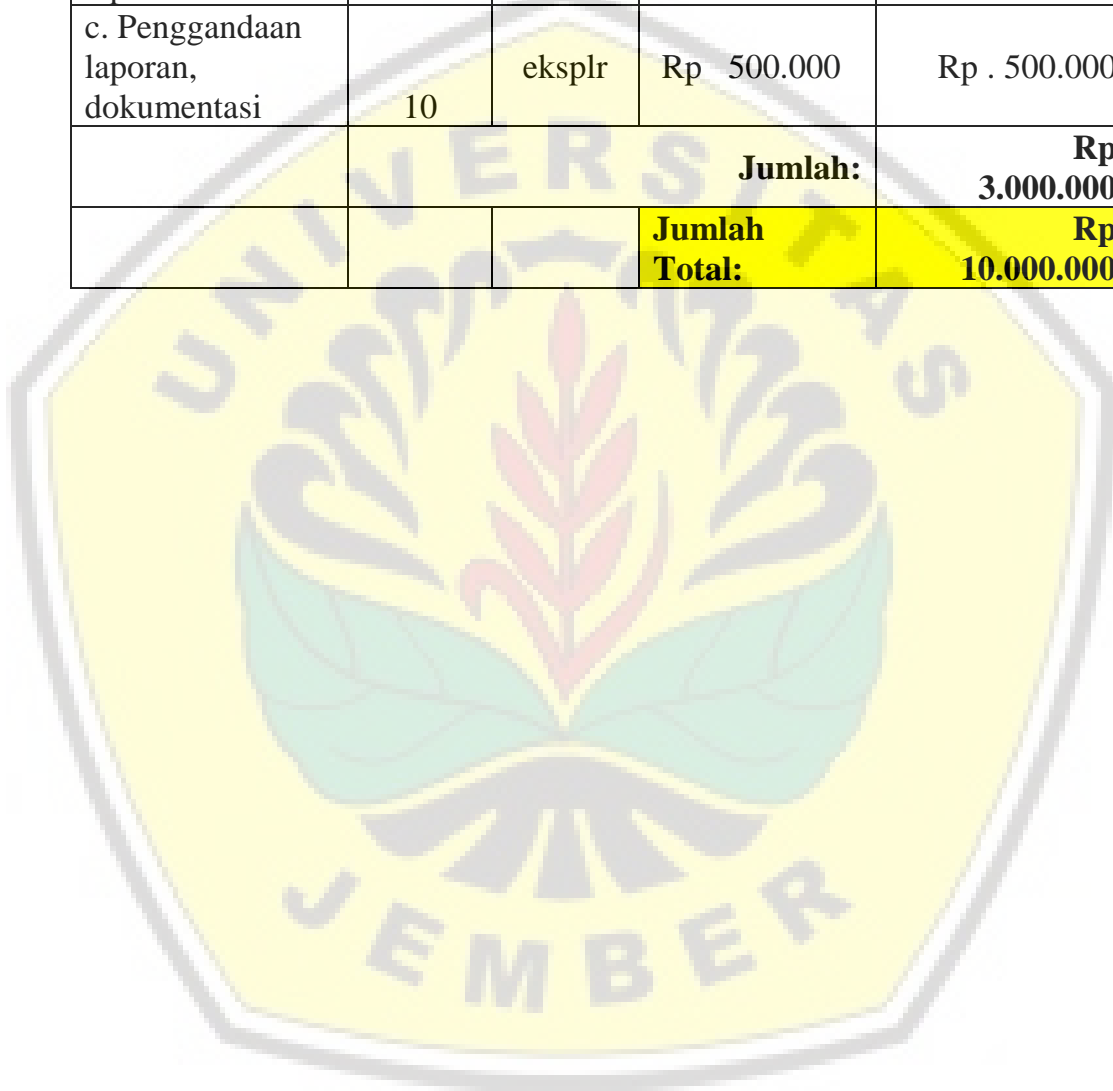 c. Penggandaan
laporan,
dokumentasi
10
eksplr
Rp 500.000
Rp . 500.000
Jumlah:
Rp
3.000.000
Jumlah
Total:
Rp
10.000.000
UNIVERSITAS
JEMBER